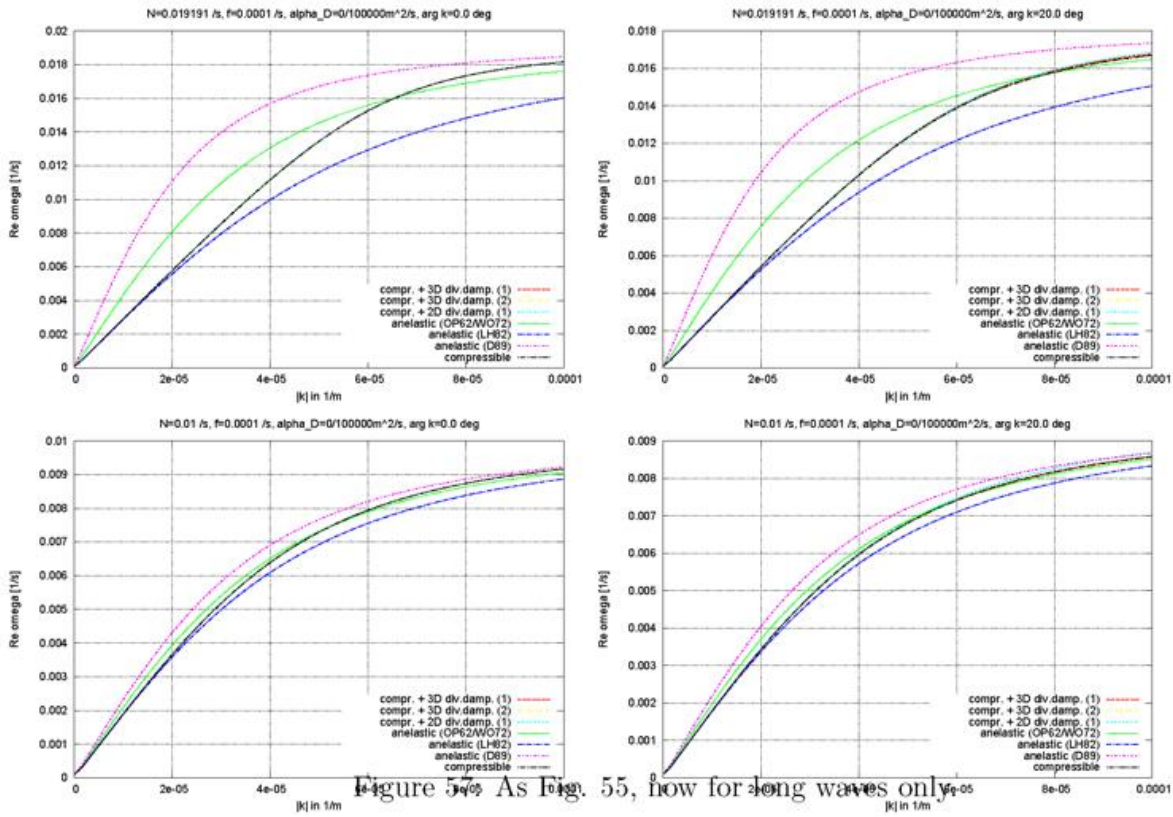 N=0.019191 /s, f=0.0001 /s, alpha_D=0/100000m^2/s, arg k=0.0 deg
0.02
0.018
0.016
0.014
0.012
0.01
0.008
0.006
0.004
0.002
0
Re omega [1/s]
compr. + 3D div.damp. (1)
compr. + 3D div.damp. (2)
compr. + 2D div.damp. (1)
anelastic (OP62/WO72)
anelastic (LH82)
anelastic (D89)
compressible
0 2e-05 4e-05 6e-05 8e-05 0.0001
|k| in 1/m
N=0.019191 /s, f=0.0001 /s, alpha_D=0/100000m^2/s, arg k=20.0 deg
0.018
0.016
0.014
0.012
0.01
0.008
0.006
0.004
0.002
0
Re omega [1/s]
compr. + 3D div.damp. (1)
compr. + 3D div.damp. (2)
compr. + 2D div.damp. (1)
anelastic (OP62/WO72)
anelastic (LH82)
anelastic (D89)
compressible
0 2e-05 4e-05 6e-05 8e-05 0.0001
|k| in 1/m
N=0.01 /s, f=0.0001 /s, alpha_D=0/100000m^2/s, arg k=0.0 deg
0.01
0.009
0.008
0.007
0.006
0.005
0.004
0.003
0.002
0.001
0
Re omega [1/s]
compr. + 3D div.damp. (1)
compr. + 3D div.damp. (2)
compr. + 2D div.damp. (1)
anelastic (OP62/WO72)
anelastic (LH82)
anelastic (D89)
compressible
0 2e-05 4e-05 6e-05 8e-05 0.0001
|k| in 1/m
N=0.01 /s, f=0.0001 /s, alpha_D=0/100000m^2/s, arg k=20.0 deg
0.009
0.008
0.007
0.006
0.005
0.004
0.003
0.002
0.001
0
Re omega [1/s]
compr. + 3D div.damp. (1)
compr. + 3D div.damp. (2)
compr. + 2D div.damp. (1)
anelastic (OP62/WO72)
anelastic (LH82)
anelastic (D89)
compressible
0 2e-05 4e-05 6e-05 8e-05 0.0001
|k| in 1/m
Figure 57: As Fig. 55, now for long waves only.